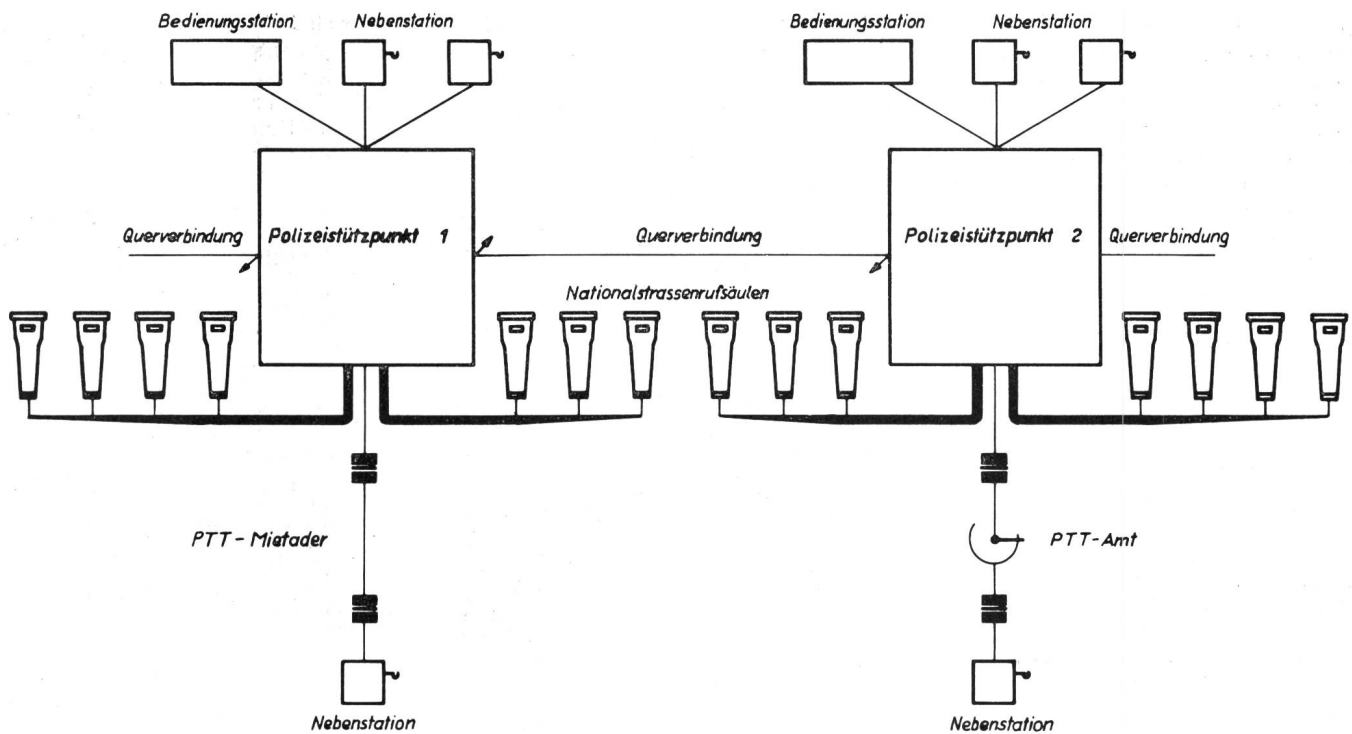 Bedienungsstation
Nebenstation
Bedienungsstation
Nebenstation
Querverbindung
Polizeistützpunkt 1
Querverbindung
Polizeistützpunkt 2
Querverbindung
Nationalstrassenrufsäulen
PTT-Mietader
PTT-Amt
Nebenstation
Nebenstation